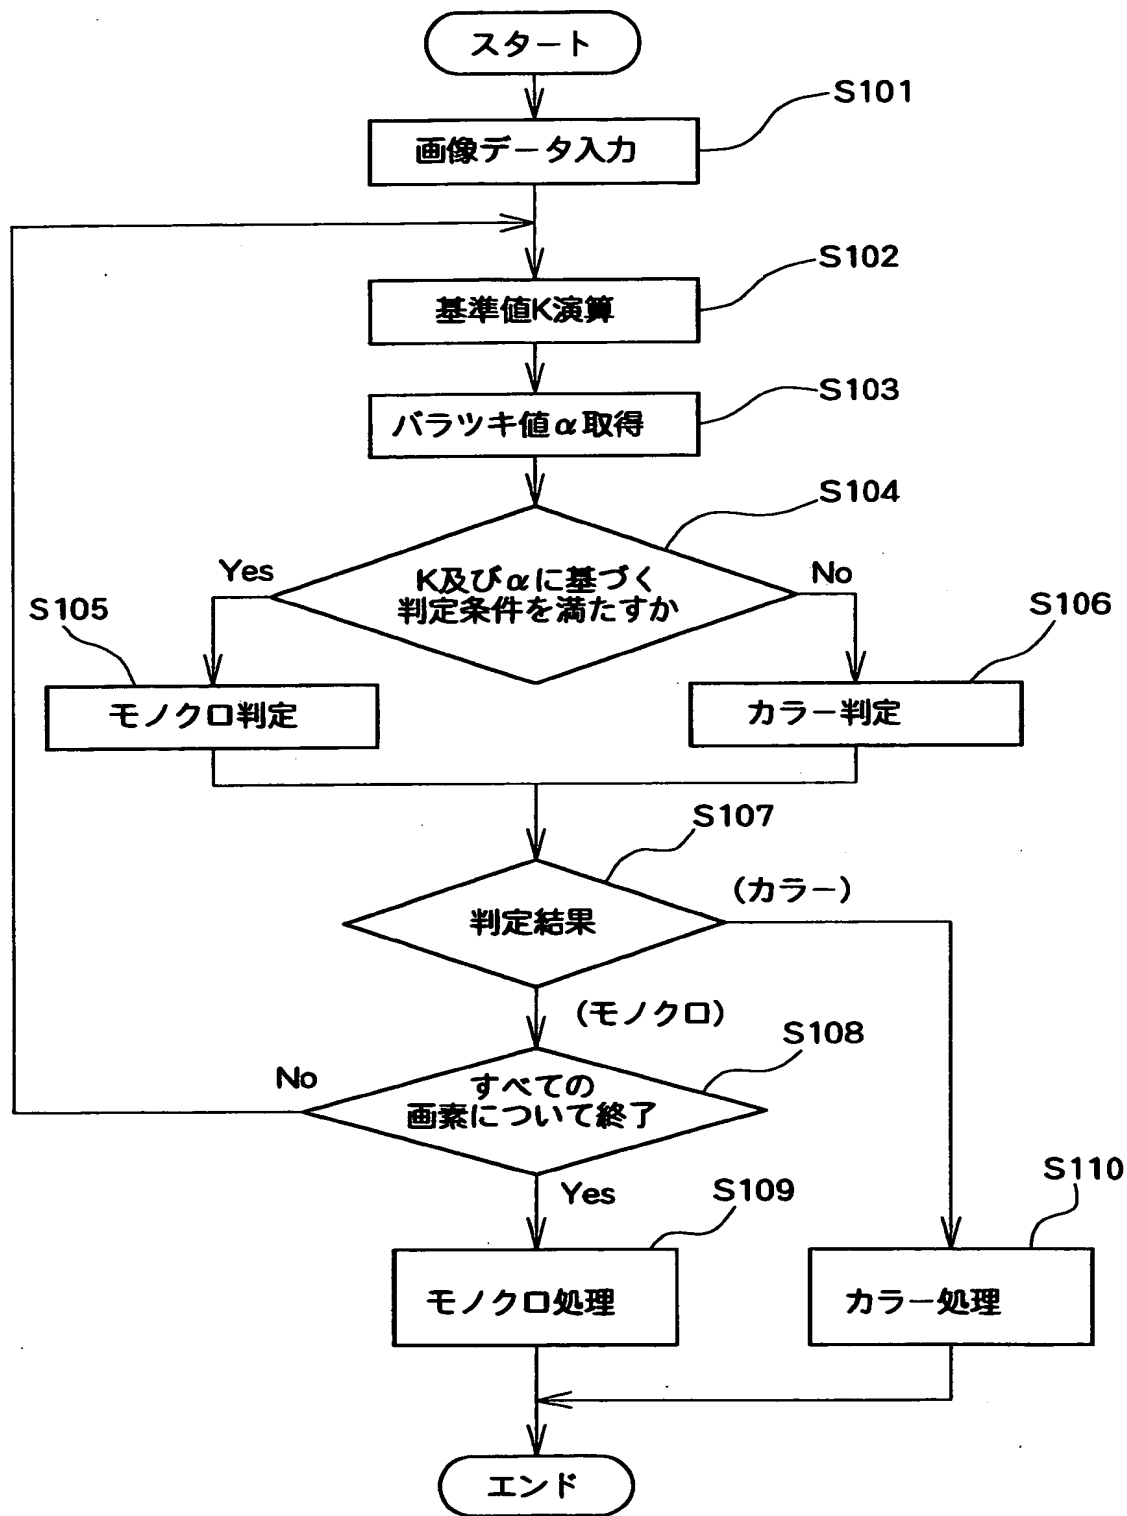 スタート
S101
画像データ入力
S102
基準値K演算
S103
バラツキ値α取得
S104
K及びαに基づく
判定条件を満たすか
Yes
No
S105
モノクロ判定
S106
カラー判定
S107
判定結果
(カラー)
(モノクロ)
S108
すべての
画素について終了
No
Yes
S109
モノクロ処理
S110
カラー処理
エンド